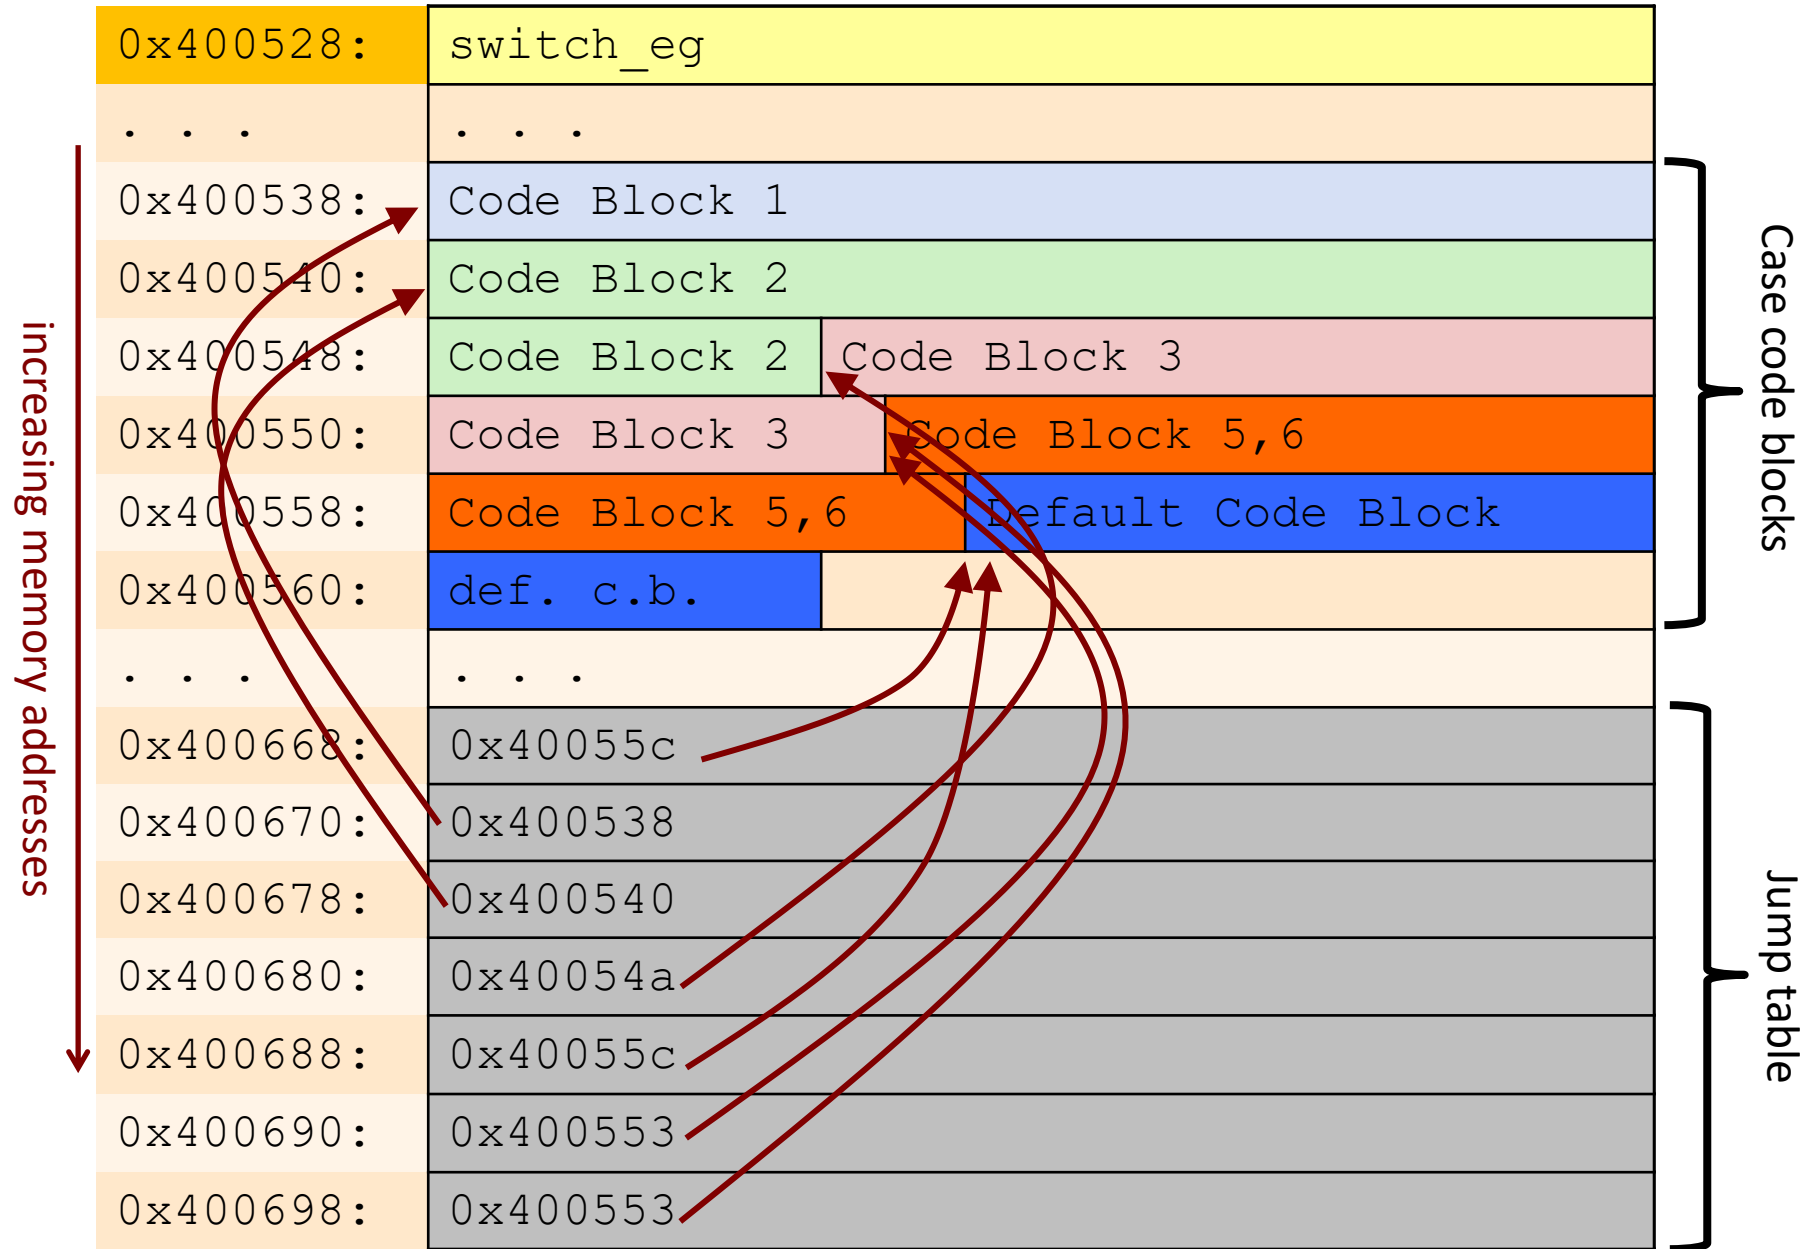 0x400528: switch_eg
. . . . . .
0x400538: Code Block 1
0x400540: Code Block 2
0x400548: Code Block 2 Code Block 3
0x400550: Code Block 3 Code Block 5,6
0x400558: Code Block 5,6 Default Code Block
0x400560: def. c.b.
. . . . . .
0x400668: 0x40055c
0x400670: 0x400538
0x400678: 0x400540
0x400680: 0x40054a
0x400688: 0x40055c
0x400690: 0x400553
0x400698: 0x400553
increasing memory addresses
Case code blocks
Jump table